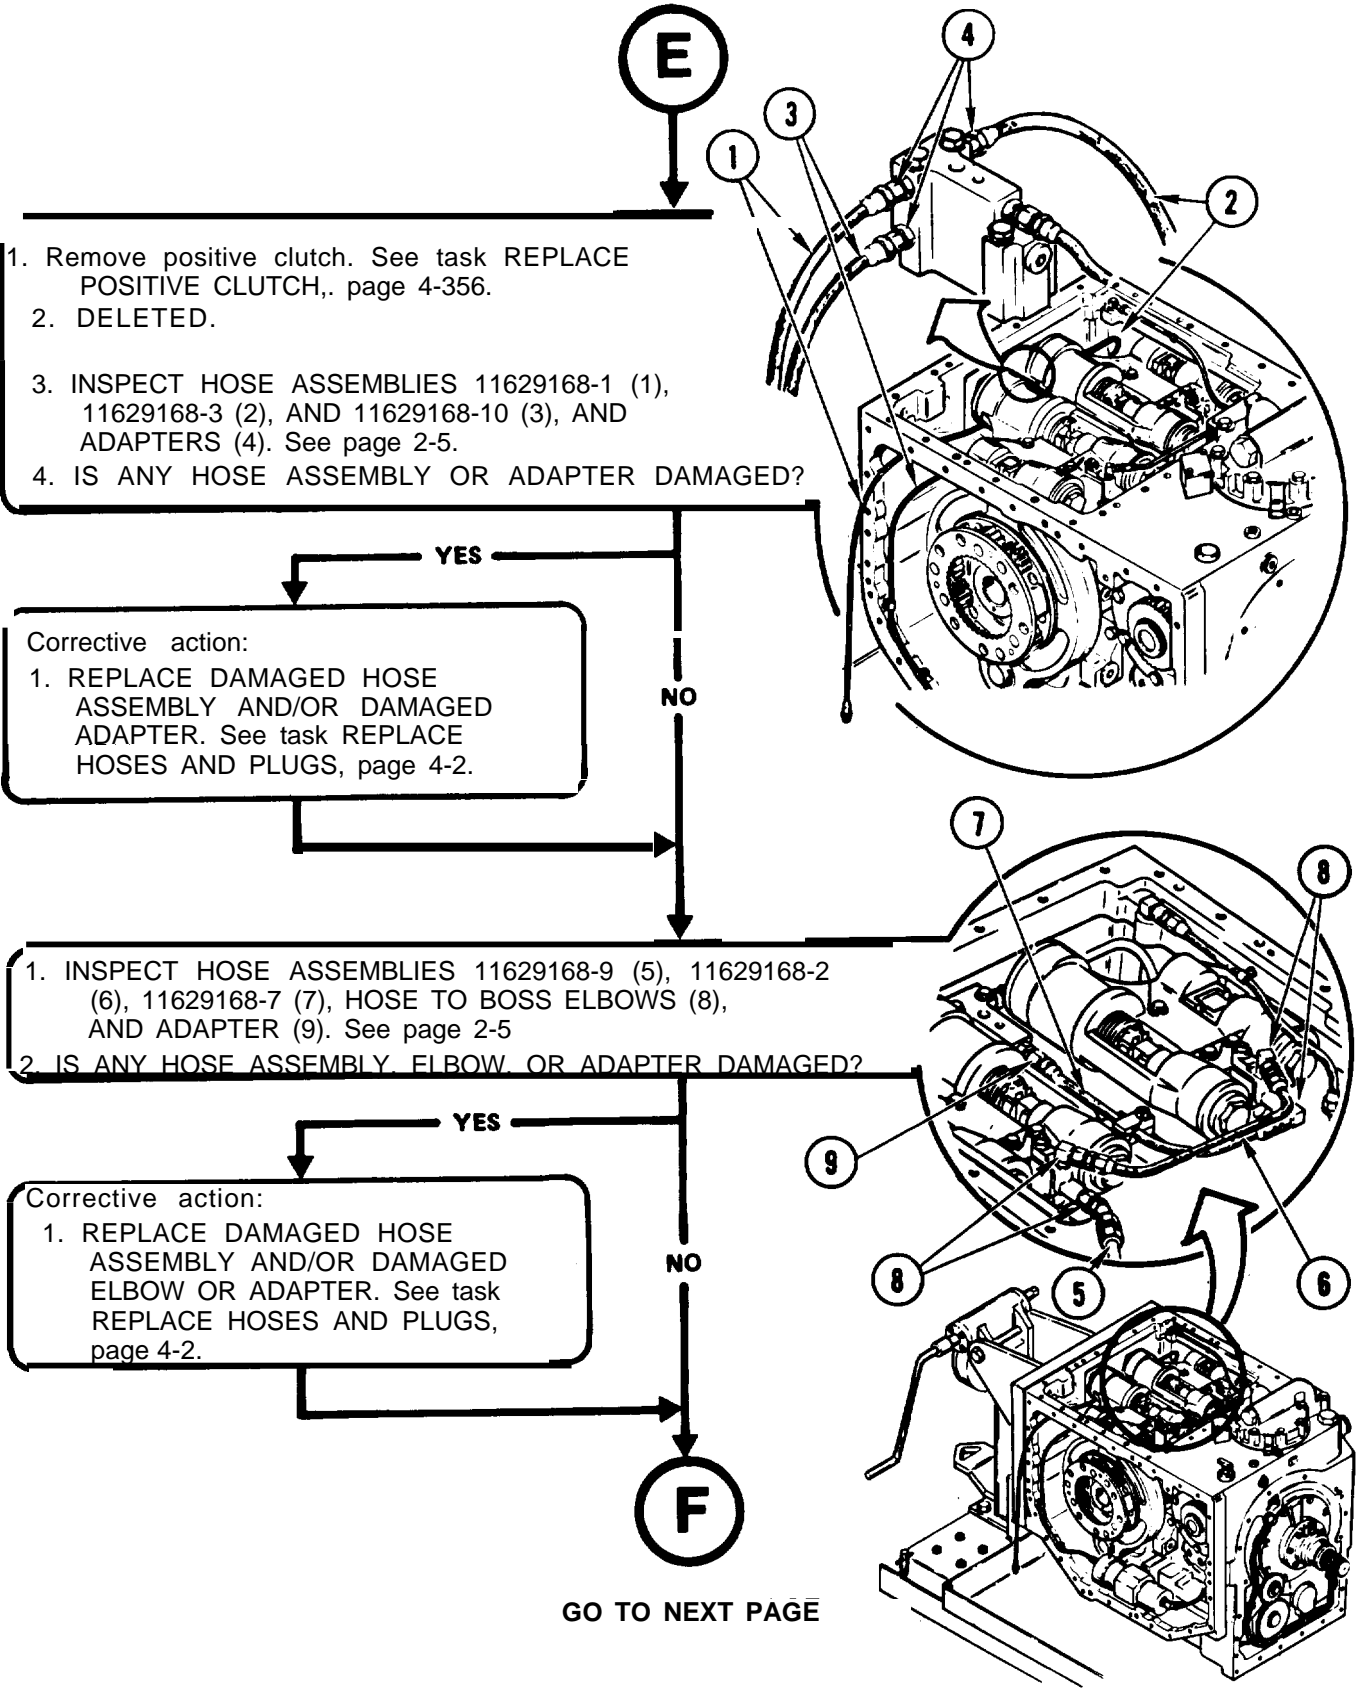 E
1. Remove positive clutch. See task REPLACE
POSITIVE CLUTCH,. page 4-356.
2. DELETED.
3. INSPECT HOSE ASSEMBLIES 11629168-1 (1),
11629168-3 (2), AND 11629168-10 (3), AND
ADAPTERS (4). See page 2-5.
4. IS ANY HOSE ASSEMBLY OR ADAPTER DAMAGED?
4
3
1
2
YES
NO
Corrective action:
1. REPLACE DAMAGED HOSE
ASSEMBLY AND/OR DAMAGED
ADAPTER. See task REPLACE
HOSES AND PLUGS, page 4-2.
1. INSPECT HOSE ASSEMBLIES 11629168-9 (5), 11629168-2
(6), 11629168-7 (7), HOSE TO BOSS ELBOWS (8),
AND ADAPTER (9). See page 2-5
2. IS ANY HOSE ASSEMBLY, ELBOW, OR ADAPTER DAMAGED?
7
8
9
8
5
6
YES
NO
Corrective action:
1. REPLACE DAMAGED HOSE
ASSEMBLY AND/OR DAMAGED
ELBOW OR ADAPTER. See task
REPLACE HOSES AND PLUGS,
page 4-2.
F
GO TO NEXT PAGE